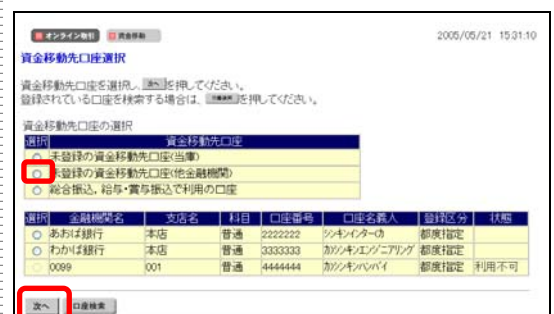 オンライン取引 資金移動 2005/05/21 15:31:10
資金移動先口座選択
資金移動先口座を選択し、次へを押してください。
登録されている口座を検索する場合は、口座検索を押してください。
資金移動先口座の選択
選択 資金移動先口座
未登録の資金移動先口座(当庫)
未登録の資金移動先口座(他金融機関)
総合振込、給与・賞与振込で利用の口座
選択 金融機関名 支店名 科目 口座番号 口座名義人 登録区分 状態
あおば銀行 本店 普通 2222222 シンキンインターカ 都度指定
わかば銀行 本店 普通 3333333 カ)シンキンエンジニアリング 都度指定
0099 001 普通 4444444 カ)シンキンハンバイ 都度指定 利用不可
次へ 口座検索